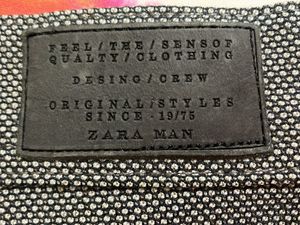 FEEL/THE/SENSOF
QUALTY/CLOTHING
DESING/CREW
ORIGINAL/STYLES
SINCE - 19/75
ZARA MAN